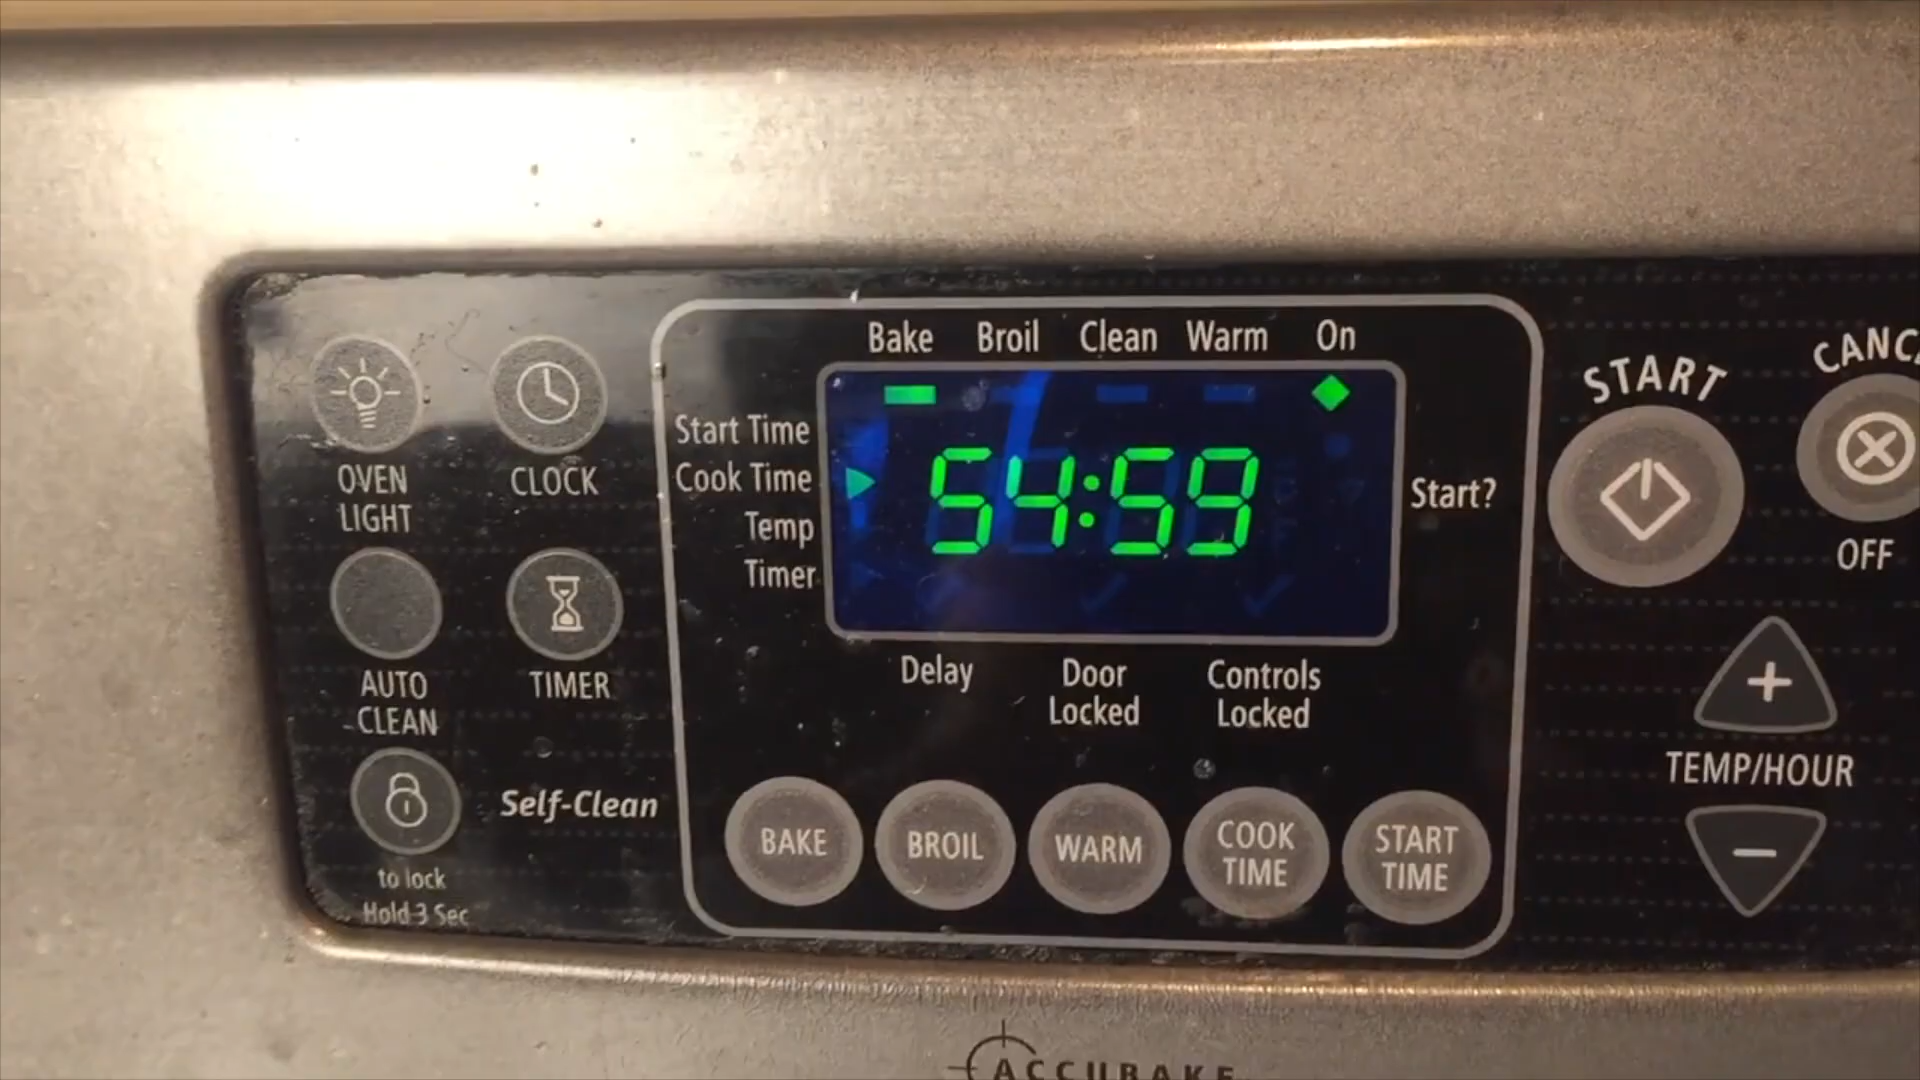 Bake Broil Clean Warm On
Start Time
Cook Time
Temp
Timer
54:59
Start?
Delay
Door
Locked
Controls
Locked
BAKE
BROIL
WARM
COOK
TIME
START
TIME
OVEN
LIGHT
CLOCK
AUTO
CLEAN
TIMER
Self-Clean
to lock
Hold 3 Sec
START
OFF
TEMP/HOUR
ACCUBAKE